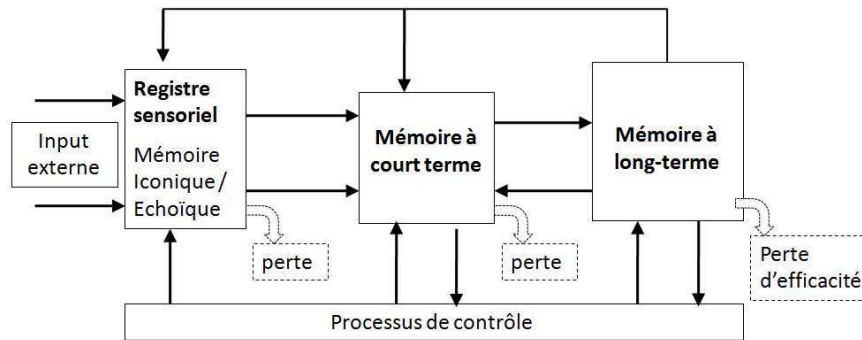 Input
externe
Registre
sensoriel
Mémoire
Iconique/
Echoïque
perte
Mémoire à
court terme
perte
Mémoire à
long-terme
Perte
d'efficacité
Processus de contrôle